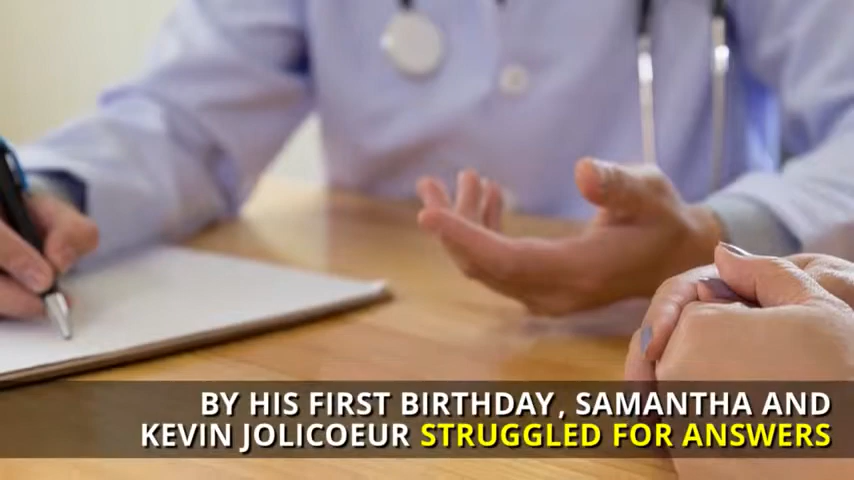 BY HIS FIRST BIRTHDAY, SAMANTHA AND
KEVIN JOLICOEUR STRUGGLED FOR ANSWERS